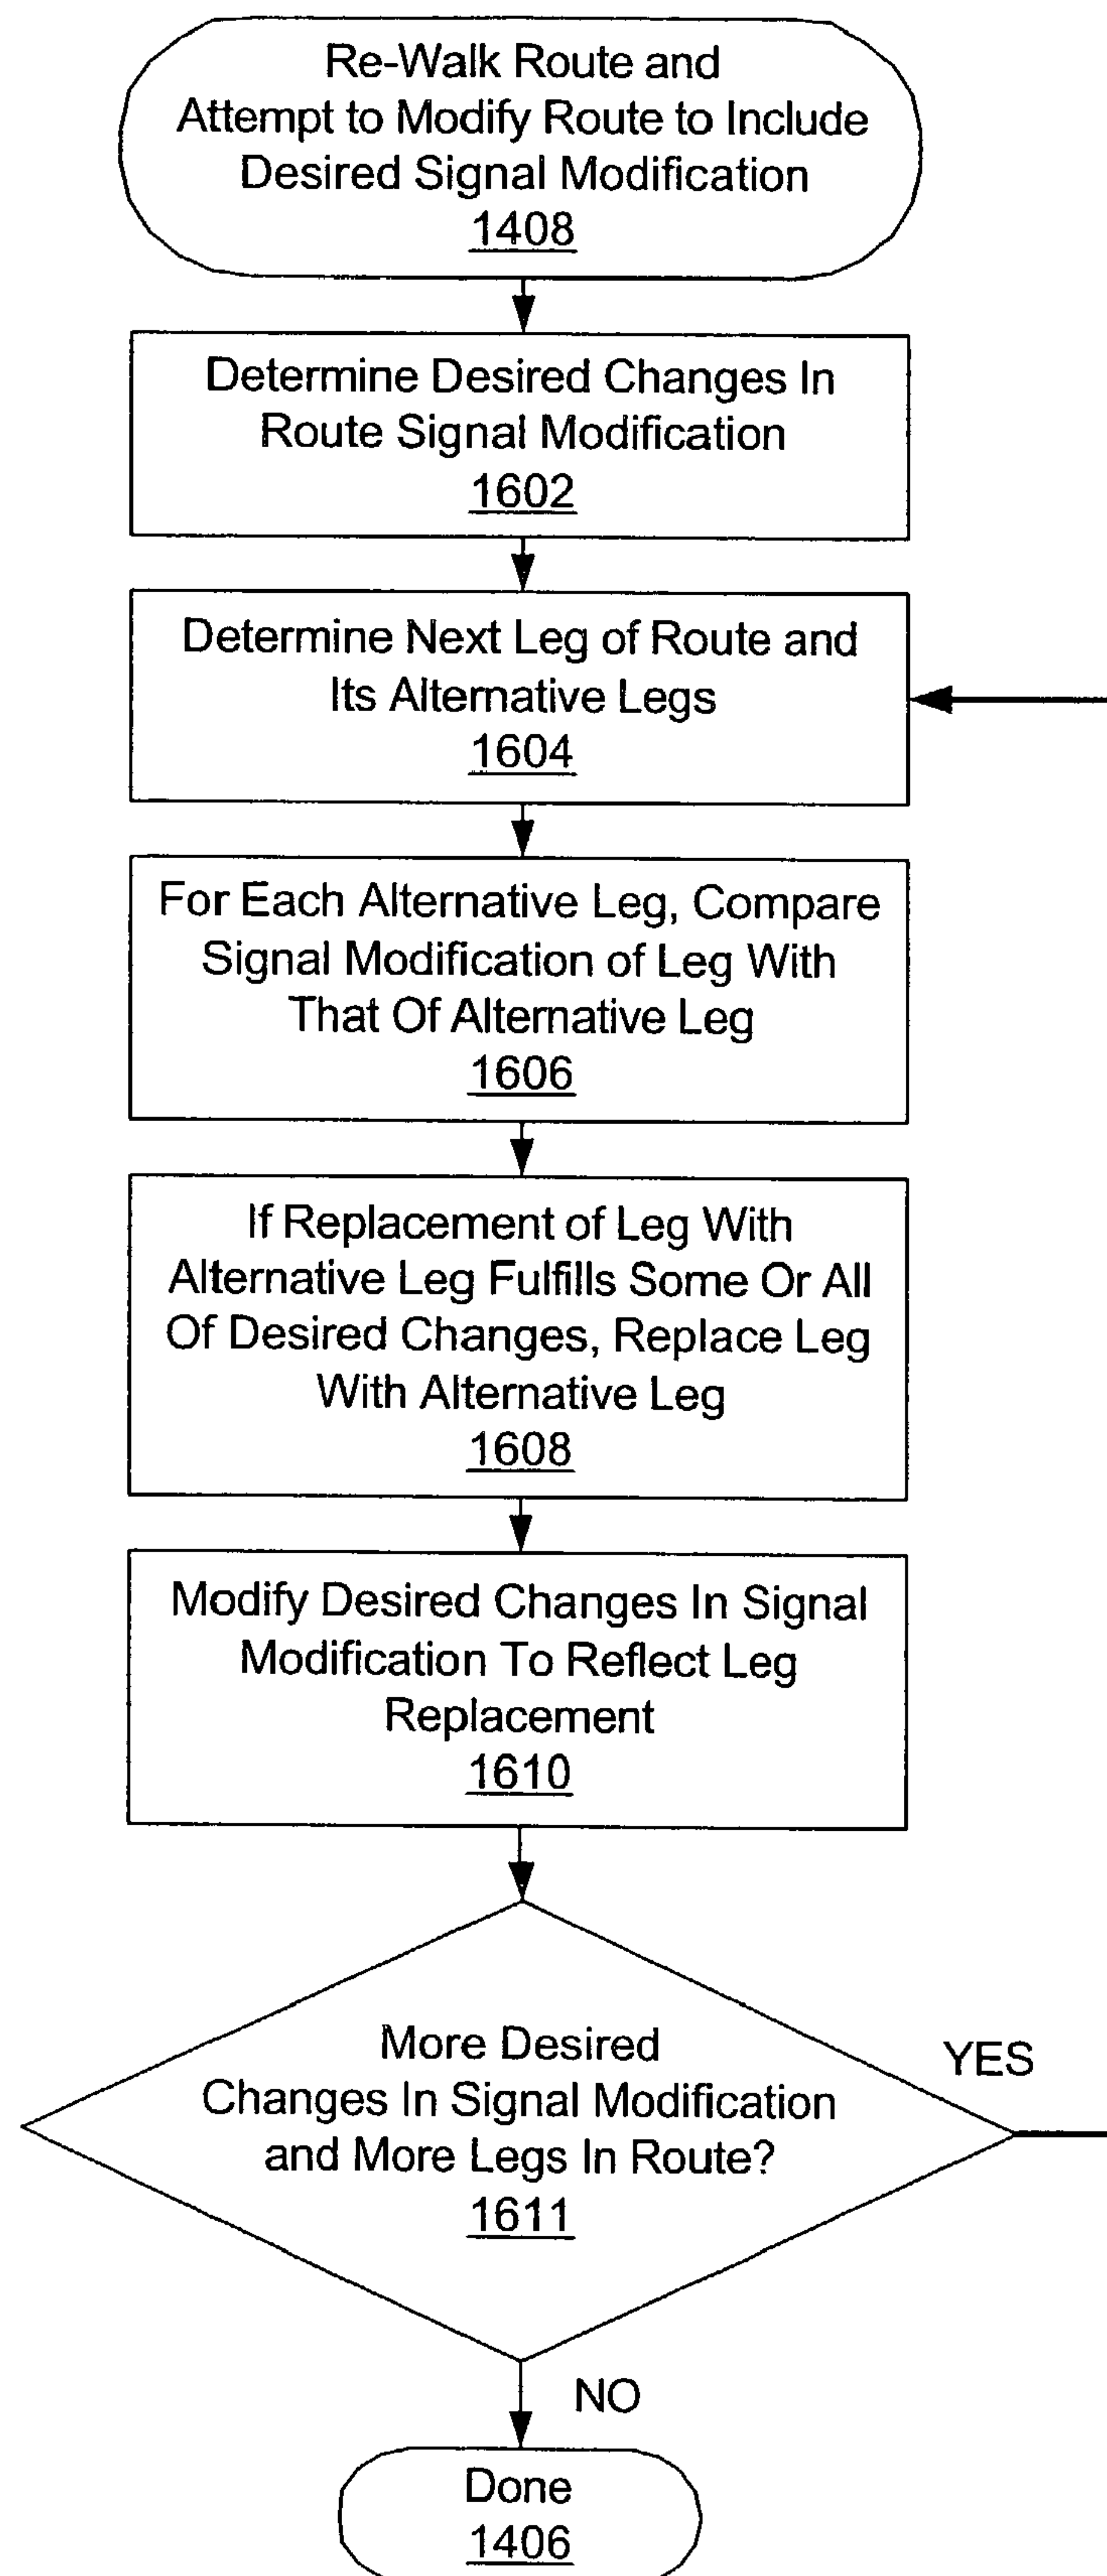 Re-Walk Route and
Attempt to Modify Route to Include
Desired Signal Modification
1408
Determine Desired Changes In
Route Signal Modification
1602
Determine Next Leg of Route and
Its Alternative Legs
1604
For Each Alternative Leg, Compare
Signal Modification of Leg With
That Of Alternative Leg
1606
If Replacement of Leg With
Alternative Leg Fulfills Some Or All
Of Desired Changes, Replace Leg
With Alternative Leg
1608
Modify Desired Changes In Signal
Modification To Reflect Leg
Replacement
1610
More Desired
Changes In Signal Modification
and More Legs In Route?
1611
YES
NO
Done
1406